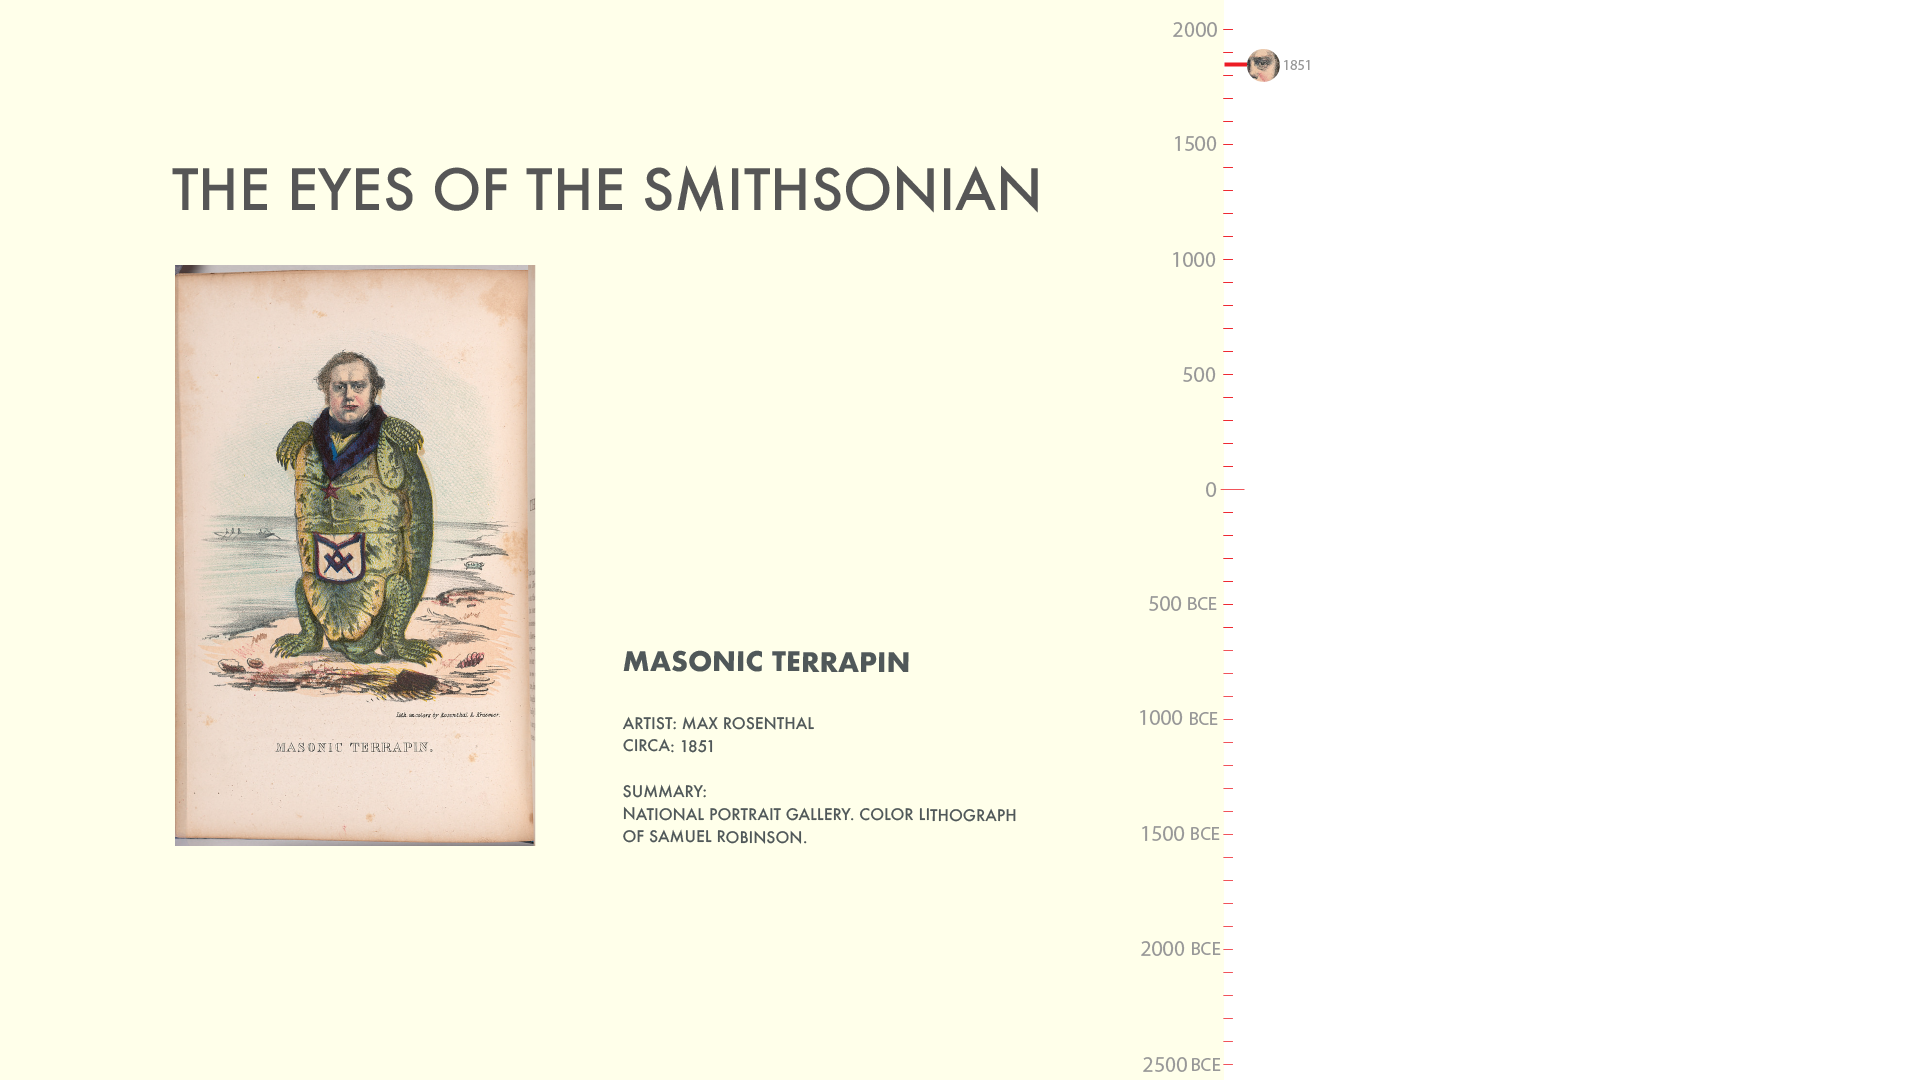 THE EYES OF THE SMITHSONIAN
Lith. in colors by Rosenthal & Kraemer.
MASONIC TERRAPIN.
MASONIC TERRAPIN
ARTIST: MAX ROSENTHAL
CIRCA: 1851
SUMMARY:
NATIONAL PORTRAIT GALLERY. COLOR LITHOGRAPH
OF SAMUEL ROBINSON.
2000
1851
1500
1000
500
0
500 BCE
1000 BCE
1500 BCE
2000 BCE
2500 BCE